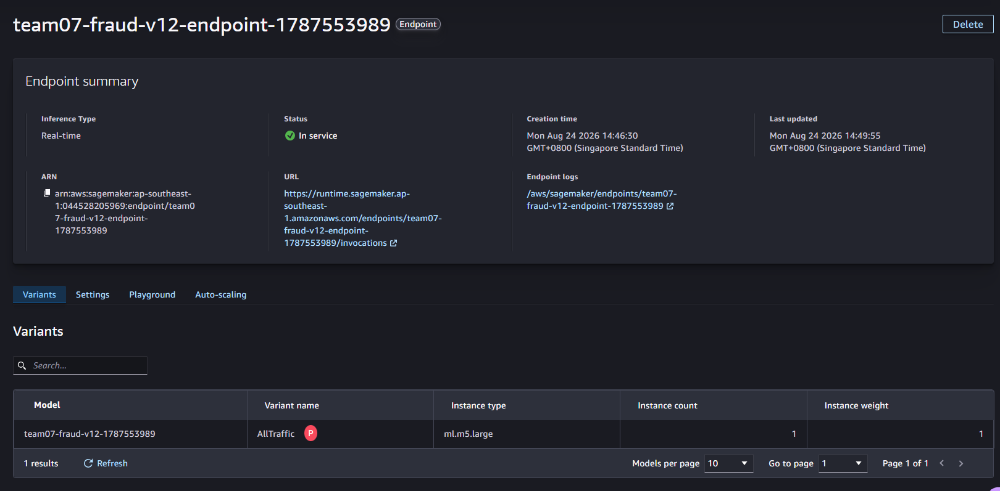 team07-fraud-v12-endpoint-1787553989 Endpoint
Delete
Endpoint summary
Inference Type
Real-time
Status
In service
Creation time
Mon Aug 24 2026 14:46:30
GMT+0800 (Singapore Standard Time)
Last updated
Mon Aug 24 2026 14:49:55
GMT+0800 (Singapore Standard Time)
ARN
arn:aws:sagemaker:ap-southeast-
1:044528205969:endpoint/team0
7-fraud-v12-endpoint-
1787553989
URL
https://runtime.sagemaker.ap-
southeast-
1.amazonaws.com/endpoints/team07-
fraud-v12-endpoint-
1787553989/invocations
Endpoint logs
/aws/sagemaker/endpoints/team07-
fraud-v12-endpoint-1787553989
Variants Settings Playground Auto-scaling
Variants
Search...
Model Variant name Instance type Instance count Instance weight
team07-fraud-v12-1787553989 AllTraffic P ml.m5.large 1 1
1 results Refresh Models per page 10 Go to page 1 Page 1 of 1